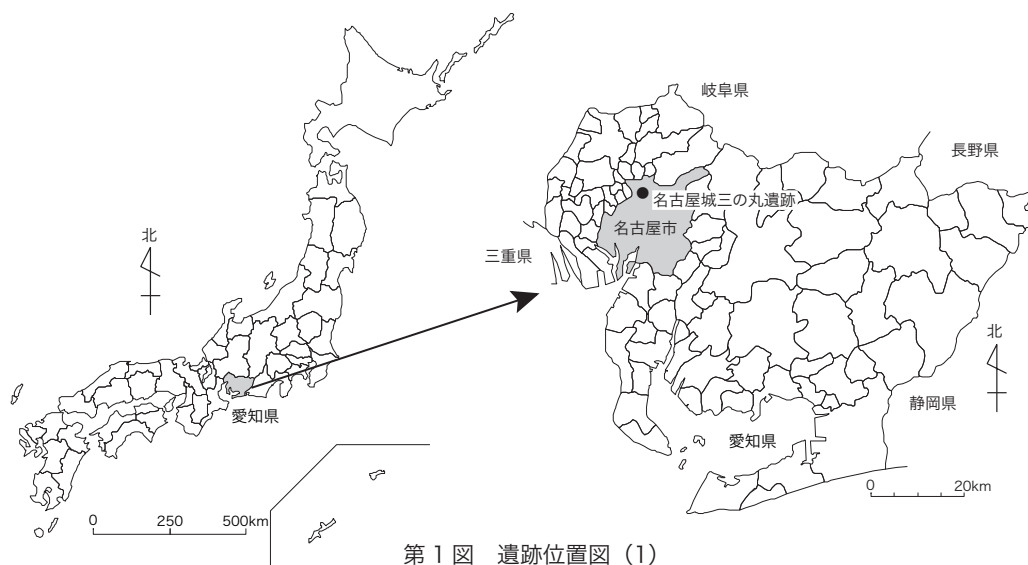 北
愛知県
0 250 500km
岐阜県
長野県
名古屋城三の丸遺跡
名古屋市
三重県
北
静岡県
愛知県
0 20km
第1図 遺跡位置図（1）